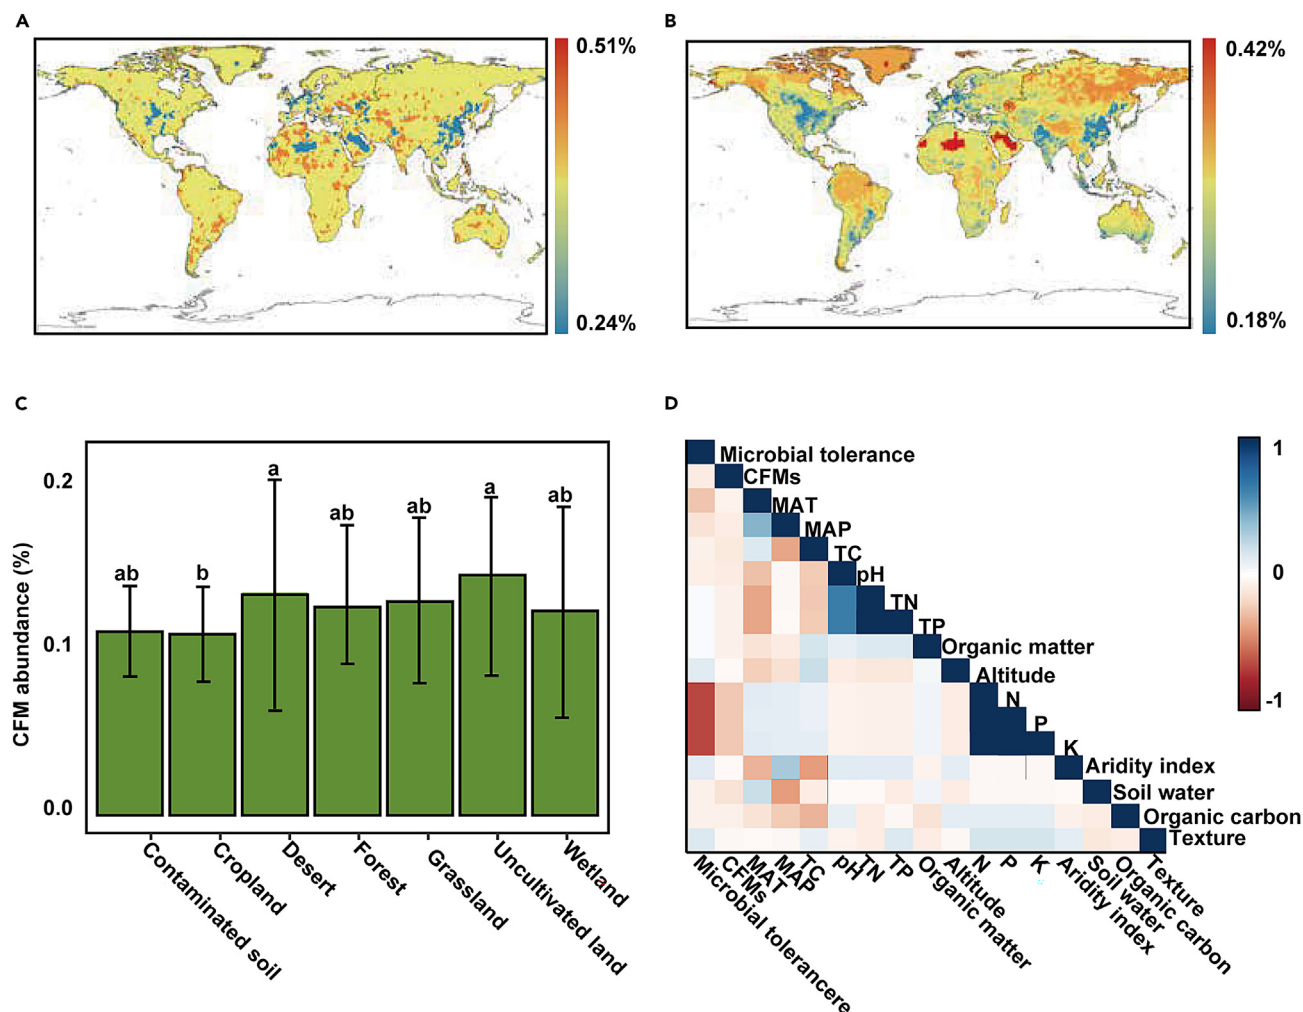 A
B
0.51%
0.24%
0.42%
0.18%
C
D
CFM abundance (%)
0.2
0.1
0.0
ab
b
a
ab
ab
a
ab
Contaminated soil
Cropland
Desert
Forest
Grassland
Uncultivated land
Wetland
Microbial tolerance
CFMs
MAT
MAP
TC
pH
TN
TP
Organic matter
Altitude
N
P
K
Aridity index
Soil water
Organic carbon
Texture
1
0
-1
Microbial tolerancere
CFMs
MAT
MAP
TC
pH
TN
TP
Organic matter
Altitude
N
P
K
Aridity index
Soil water
Organic carbon
Texture